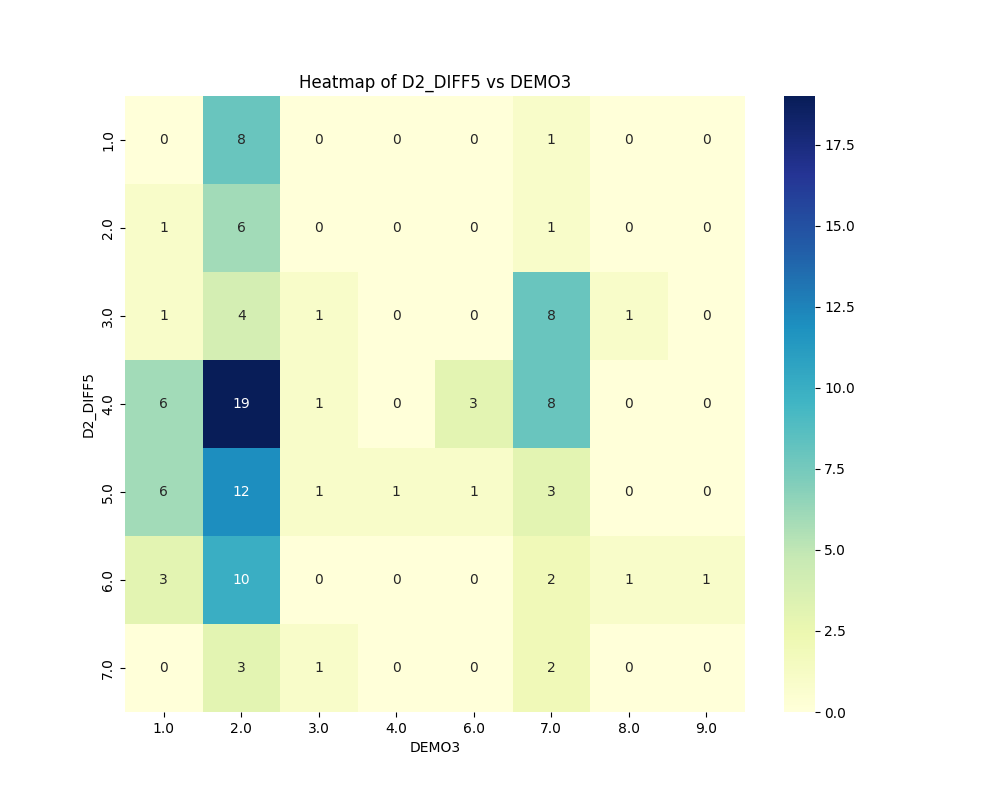 Heatmap of D2_DIFF5 vs DEMO3
1.0 0 8 0 0 0 1 0 0
2.0 1 6 0 0 0 1 0 0
3.0 1 4 1 0 0 8 1 0
4.0 6 19 1 0 3 8 0 0
5.0 6 12 1 1 1 3 0 0
6.0 3 10 0 0 0 2 1 1
7.0 0 3 1 0 0 2 0 0
D2_DIFF5
1.0 2.0 3.0 4.0 6.0 7.0 8.0 9.0
DEMO3
17.5
15.0
12.5
10.0
7.5
5.0
2.5
0.0